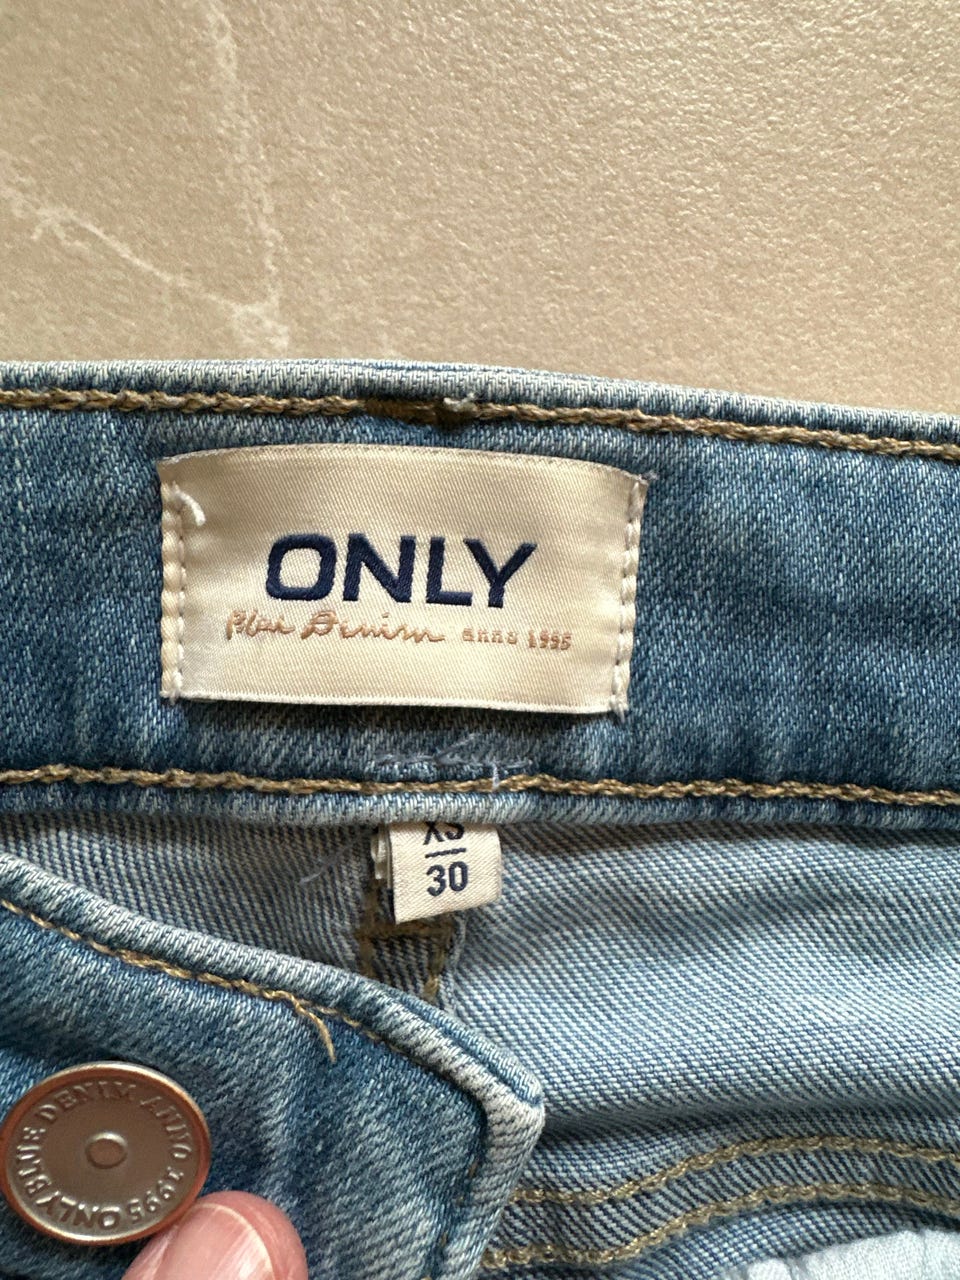 ONLY
Blue Denim anno 1995
XS
30
ONLY BLUE DENIM ANNO 1995